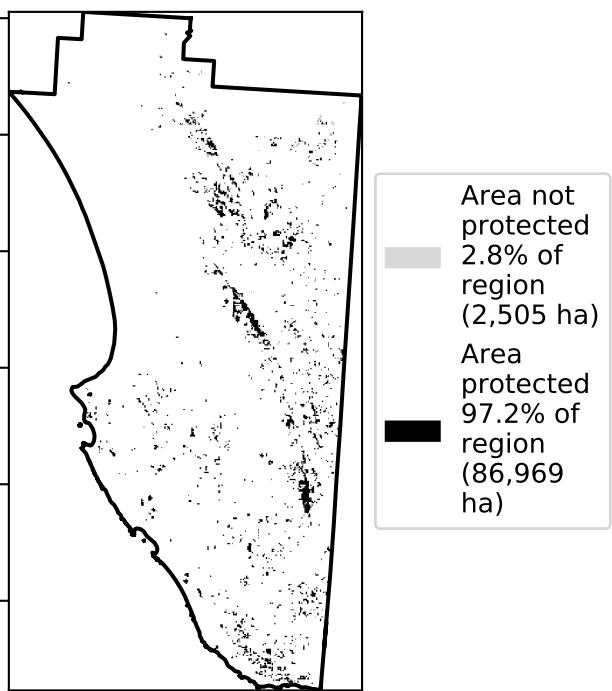 Area not
protected
2.8% of
region
(2,505 ha)
Area
protected
97.2% of
region
(86,969
ha)